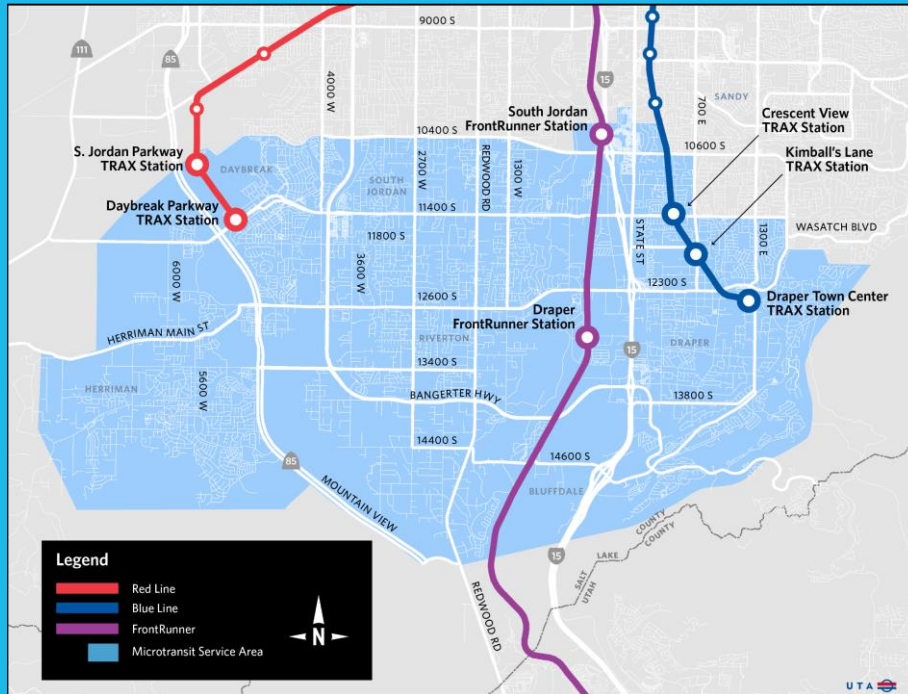 9000 S
111
85
4000 W
15
SANDY
700 E
South Jordan
FrontRunner Station
Crescent View
TRAX Station
10400 S
10600 S
Kimball's Lane
TRAX Station
S. Jordan Parkway
TRAX Station
DAYBREAK
SOUTH
JORDAN
2700 W
REDWOOD RD
1300 W
Daybreak Parkway
TRAX Station
11400 S
11800 S
STATE ST
1300 E
WASATCH BLVD
6000 W
3600 W
12300 S
12600 S
Draper Town Center
TRAX Station
HERRIMAN MAIN ST
Draper
FrontRunner Station
RIVERTON
15
DRAPER
13400 S
HERRIMAN
5600 W
BANGERTER HWY
13800 S
14400 S
14600 S
85
MOUNTAIN VIEW
BLUFFDALE
Legend
Red Line
Blue Line
FrontRunner
Microtransit Service Area
N
REDWOOD RD
15
SALT LAKE COUNTY
UTAH COUNTY
UTA